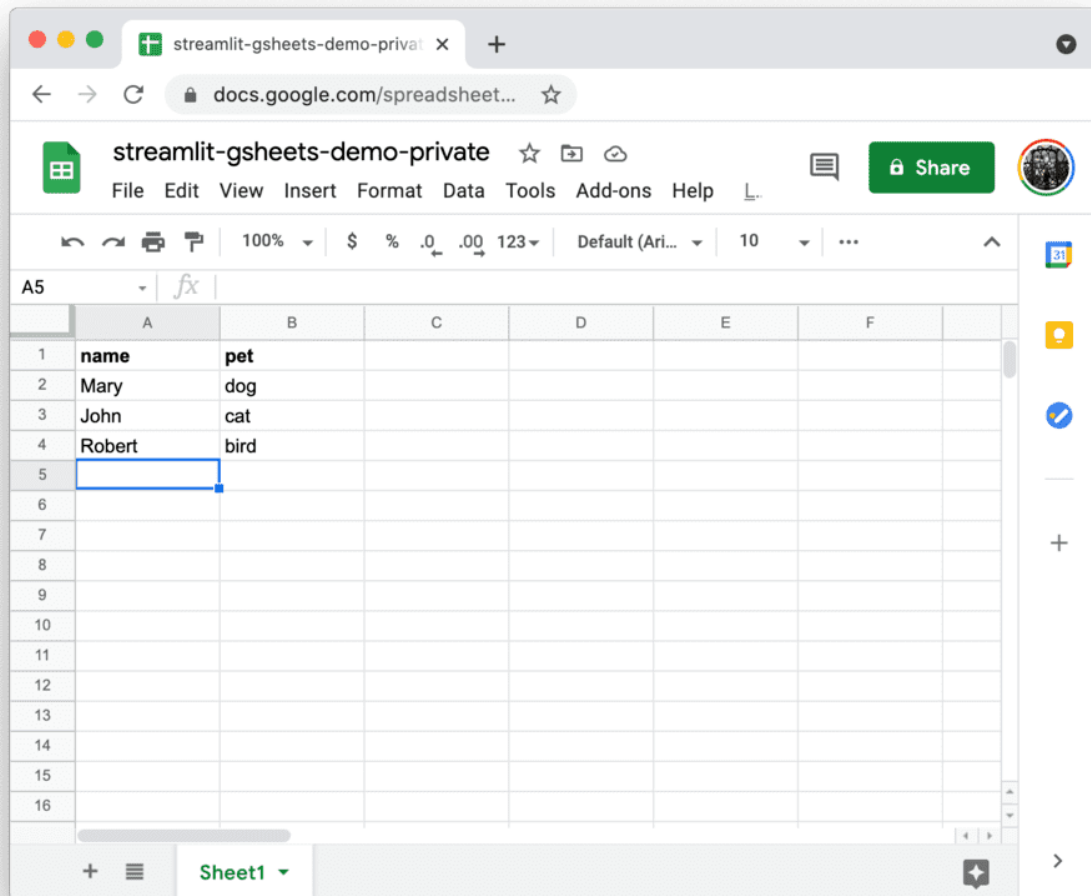 streamlit-gsheets-demo-privat
docs.google.com/spreadsheet...
streamlit-gsheets-demo-private
File Edit View Insert Format Data Tools Add-ons Help L..
Share
100% $ % .0 .00 123 Default (Ari... 10 ...
31
A5 fx
A B C D E F
1 name pet
2 Mary dog
3 John cat
4 Robert bird
5
6
7
8
9
10
11
12
13
14
15
16
Sheet1